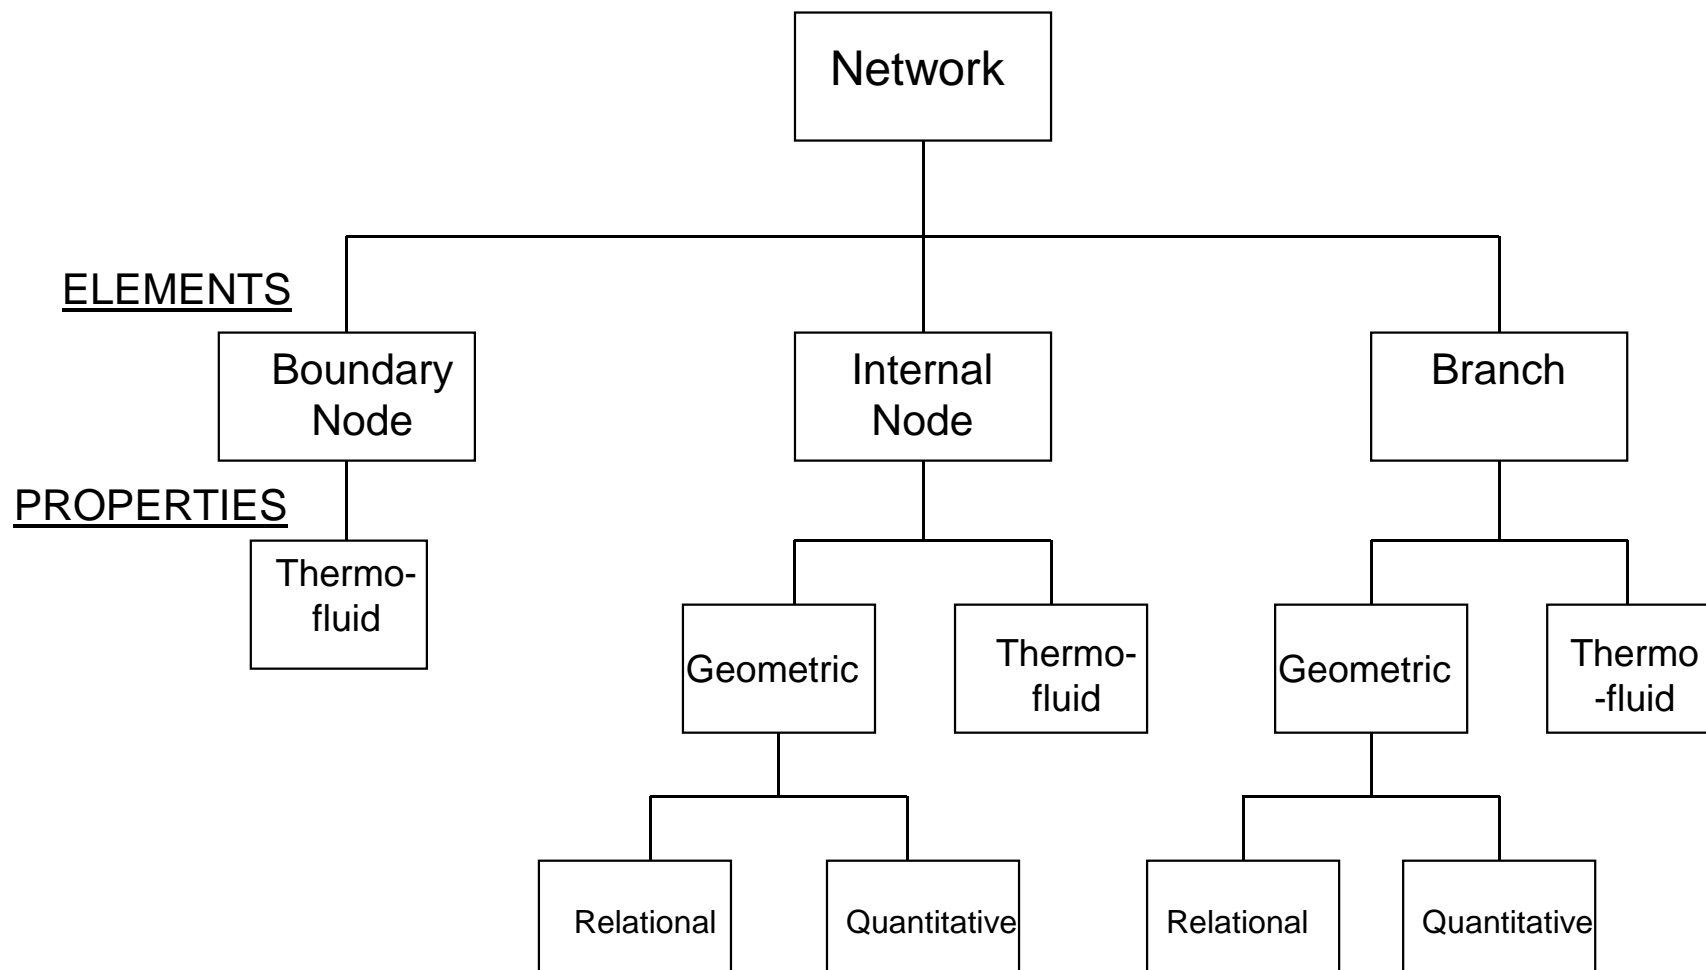 Network
ELEMENTS
Boundary
Node
Internal
Node
Branch
PROPERTIES
Thermo-
fluid
Geometric
Thermo-
fluid
Geometric
Thermo
-fluid
Relational
Quantitative
Relational
Quantitative